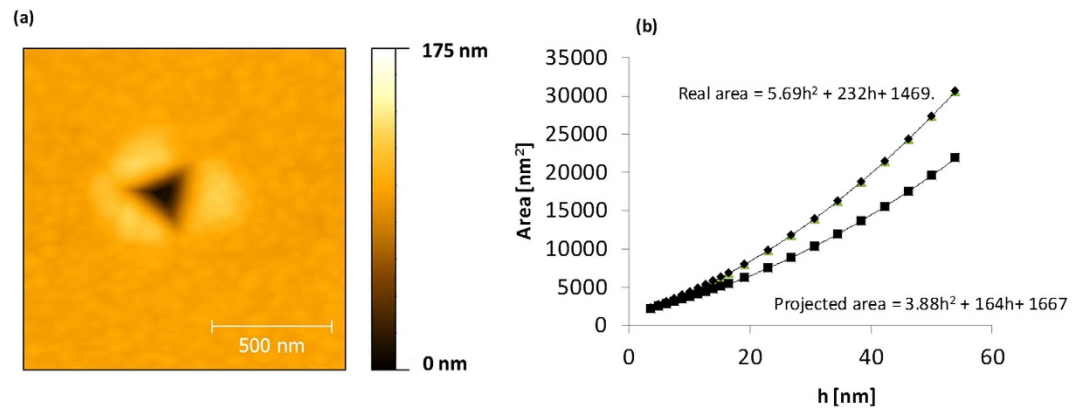 (a)
175 nm
500 nm
0 nm
(b)
35000
30000
25000
20000
15000
10000
5000
0
Area [nm²]
Real area = 5.69h² + 232h+ 1469.
Projected area = 3.88h² + 164h+ 1667
0 20 40 60
h [nm]